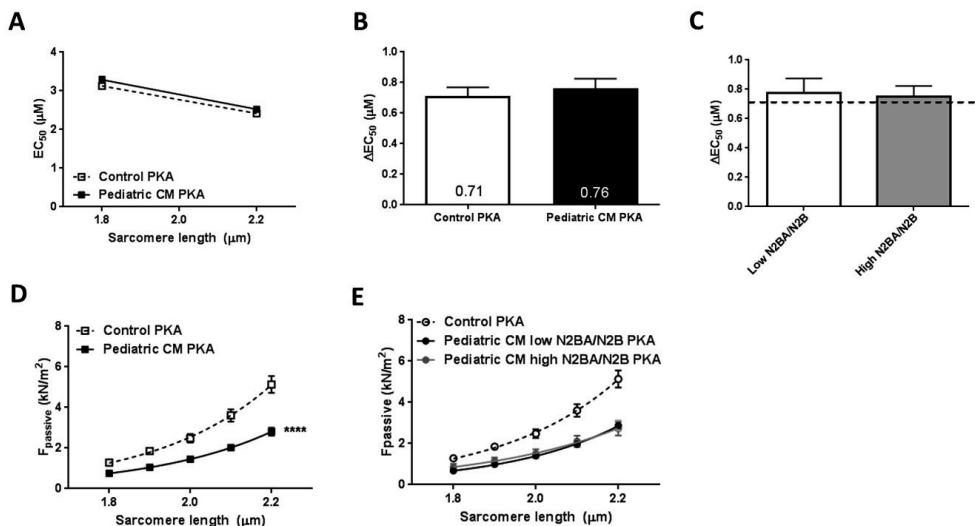 A
EC50 (µM)
4
3
2
1
0
Control PKA
Pediatric CM PKA
1.8
2.0
2.2
Sarcomere length (µm)
B
ΔEC50 (µM)
1.0
0.8
0.6
0.4
0.2
0.0
0.71
0.76
Control PKA
Pediatric CM PKA
C
ΔEC50 (µM)
1.0
0.8
0.6
0.4
0.2
0.0
Low N2BA/N2B
High N2BA/N2B
D
Fpassive (kN/m²)
8
6
4
2
0
Control PKA
Pediatric CM PKA
****
1.8
2.0
2.2
Sarcomere length (µm)
E
Fpassive (kN/m²)
8
6
4
2
0
Control PKA
Pediatric CM low N2BA/N2B PKA
Pediatric CM high N2BA/N2B PKA
1.8
2.0
2.2
Sarcomere length (µm)